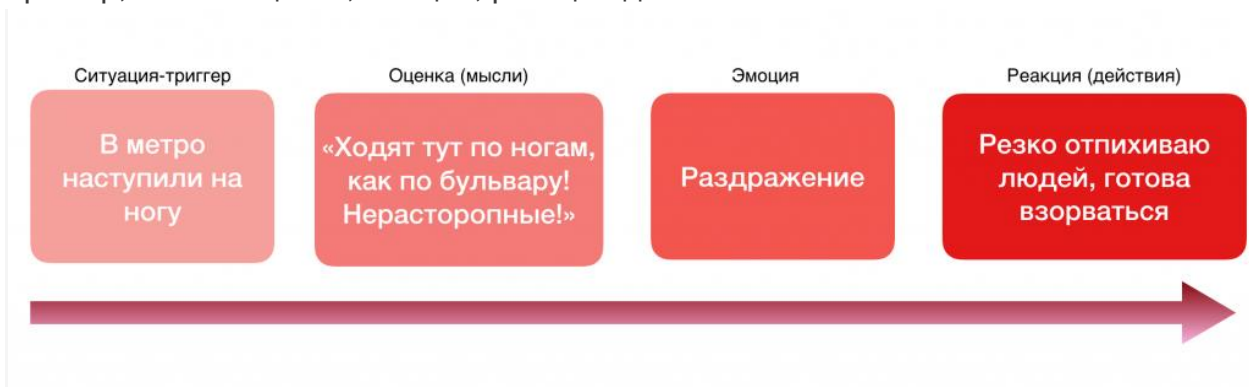 Ситуация-триггер
Оценка (мысли)
Эмоция
Реакция (действия)
В метро
наступили на
ногу
«Ходят тут по ногам,
как по бульвару!
Нерасторопные!»
Раздражение
Резко отпихиваю
людей, готова
взорваться